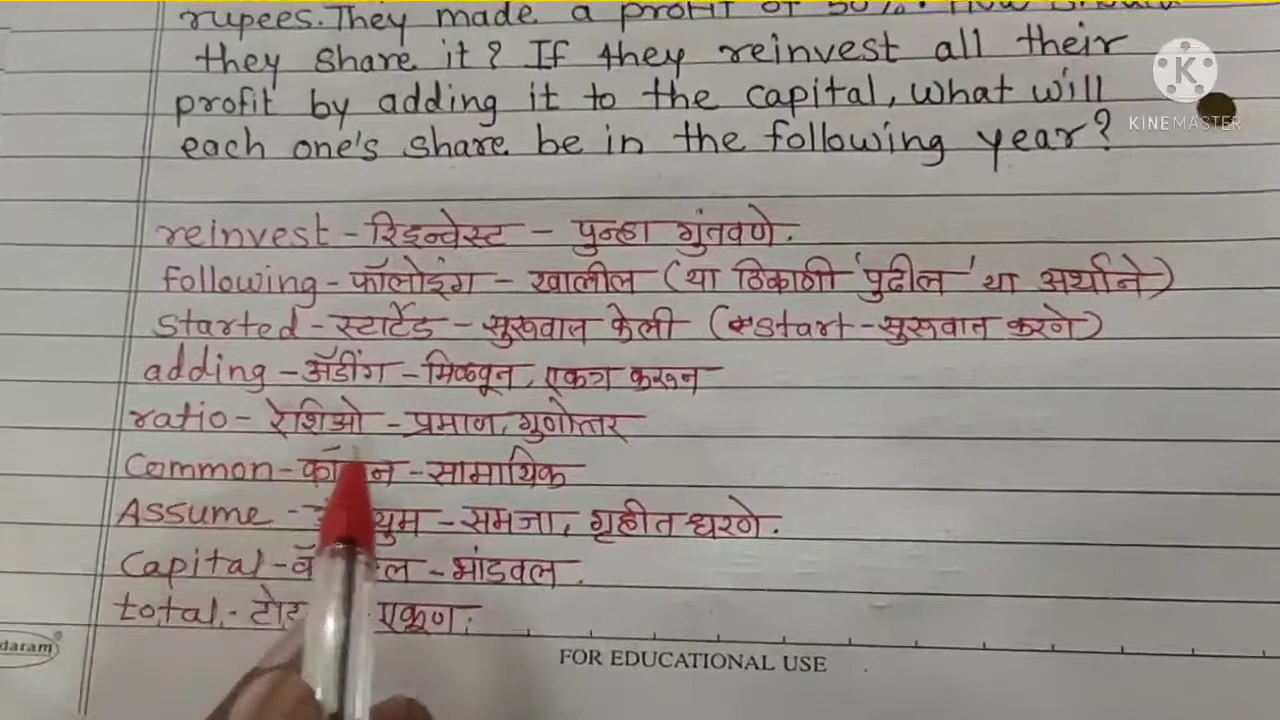 rupees. They made a profit of 50%. How should
they share it? If they reinvest all their
profit by adding it to the capital, what will
each one's share be in the following year?
K
KINEMASTER
reinvest - रिइन्वेस्ट - पुन्हा गुंतवणे.
following - फॉलोइंग - खालील (या ठिकाणी 'पुढील' या अर्थाने)
started - स्टार्टेड - सुरूवात केली (start - सुरूवात करणे)
adding - ॲडींग - मिळवून, एकत्र करून
ratio - रेशिओ - प्रमाण, गुणोत्तर
Common - सामायिक
Assume - समजा, गृहीत धरणे.
Capital - भांडवल.
total - एकूण.
daram
FOR EDUCATIONAL USE